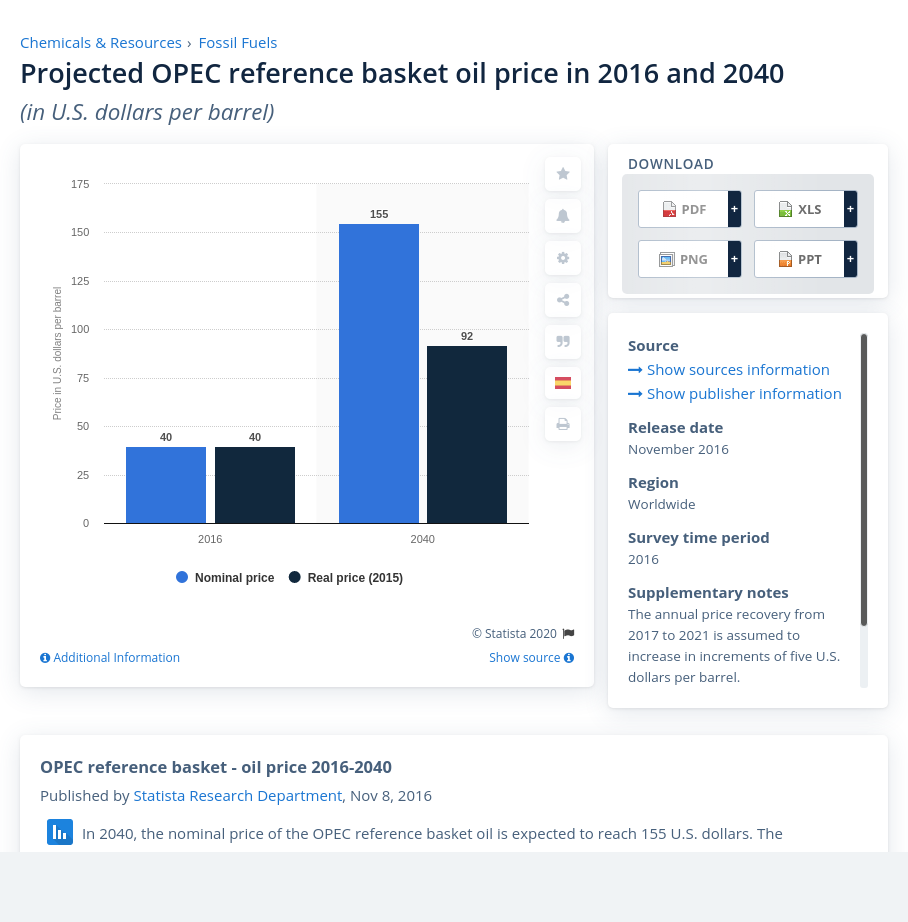 Chemicals & Resources › Fossil Fuels
Projected OPEC reference basket oil price in 2016 and 2040
(in U.S. dollars per barrel)
175
150
125
100
75
50
25
0
Price in U.S. dollars per barrel
40
40
155
92
2016
2040
Nominal price
Real price (2015)
© Statista 2020
Additional Information
Show source
DOWNLOAD
PDF +
XLS +
PNG +
PPT +
Source
Show sources information
Show publisher information
Release date
November 2016
Region
Worldwide
Survey time period
2016
Supplementary notes
The annual price recovery from
2017 to 2021 is assumed to
increase in increments of five U.S.
dollars per barrel.
OPEC reference basket - oil price 2016-2040
Published by Statista Research Department, Nov 8, 2016
In 2040, the nominal price of the OPEC reference basket oil is expected to reach 155 U.S. dollars. The